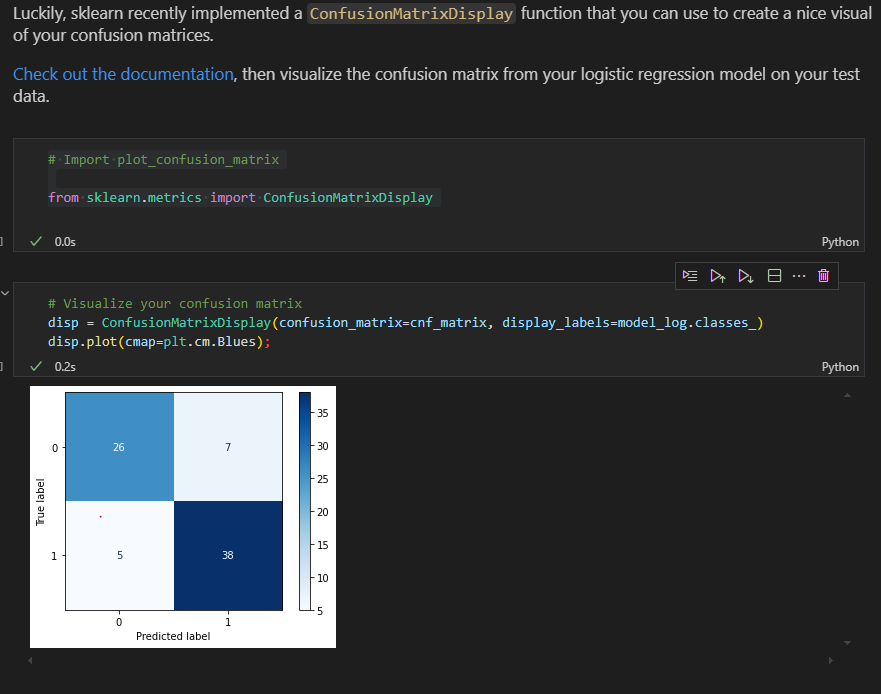 Luckily, sklearn recently implemented a ConfusionMatrixDisplay function that you can use to create a nice visual
of your confusion matrices.
Check out the documentation, then visualize the confusion matrix from your logistic regression model on your test
data.
# Import plot_confusion_matrix
from sklearn.metrics import ConfusionMatrixDisplay
]
0.0s
Python
# Visualize your confusion matrix
disp = ConfusionMatrixDisplay(confusion_matrix=cnf_matrix, display_labels=model_log.classes_)
disp.plot(cmap=plt.cm.Blues);
]
0.2s
Python
35
30
25
20
15
10
5
0
1
True label
26
7
5
38
0
1
Predicted label